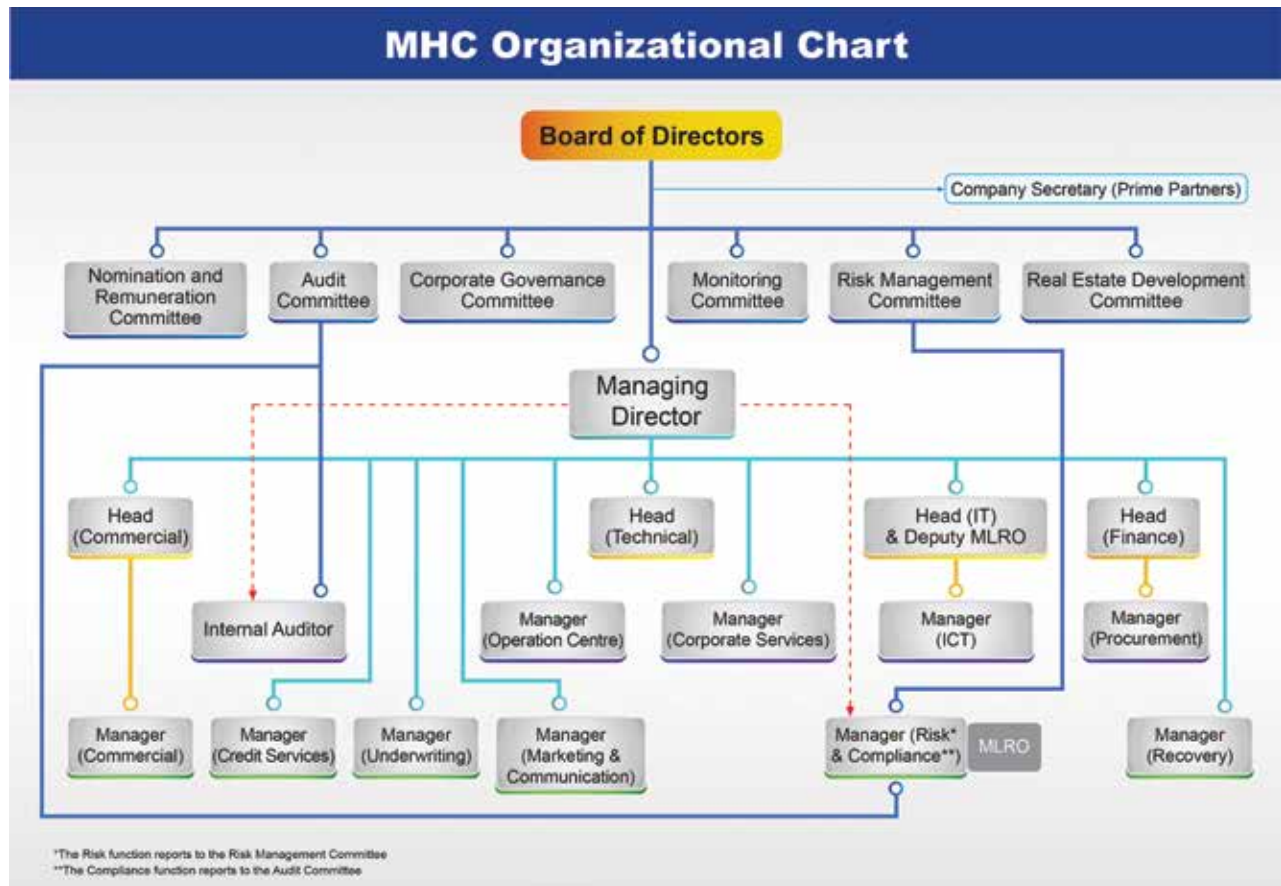 MHC Organizational Chart
Board of Directors
Company Secretary (Prime Partners)
Nomination and
Remuneration
Committee
Audit
Committee
Corporate Governance
Committee
Monitoring
Committee
Risk Management
Committee
Real Estate Development
Committee
Managing
Director
Head
(Commercial)
Head
(Technical)
Head (IT)
& Deputy MLRO
Head
(Finance)
Internal Auditor
Manager
(Operation Centre)
Manager
(Corporate Services)
Manager
(ICT)
Manager
(Procurement)
Manager
(Commercial)
Manager
(Credit Services)
Manager
(Underwriting)
Manager
(Marketing &
Communication)
Manager (Risk*
& Compliance**)
MLRO
Manager
(Recovery)
*The Risk function reports to the Risk Management Committee
**The Compliance function reports to the Audit Committee